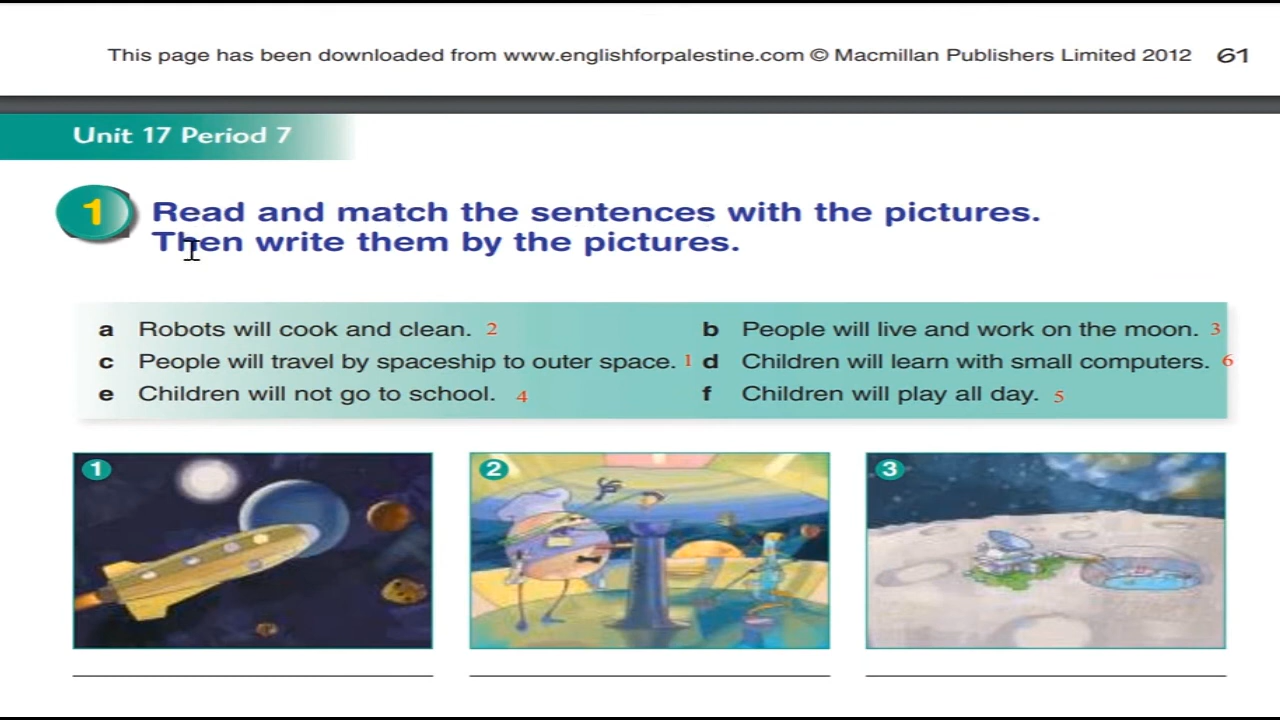 This page has been downloaded from www.englishforpalestine.com © Macmillan Publishers Limited 2012 61
Unit 17 Period 7
1 Read and match the sentences with the pictures.
Then write them by the pictures.
a Robots will cook and clean. 2 b People will live and work on the moon. 3
c People will travel by spaceship to outer space. 1 d Children will learn with small computers. 6
e Children will not go to school. 4 f Children will play all day. 5
1 2 3